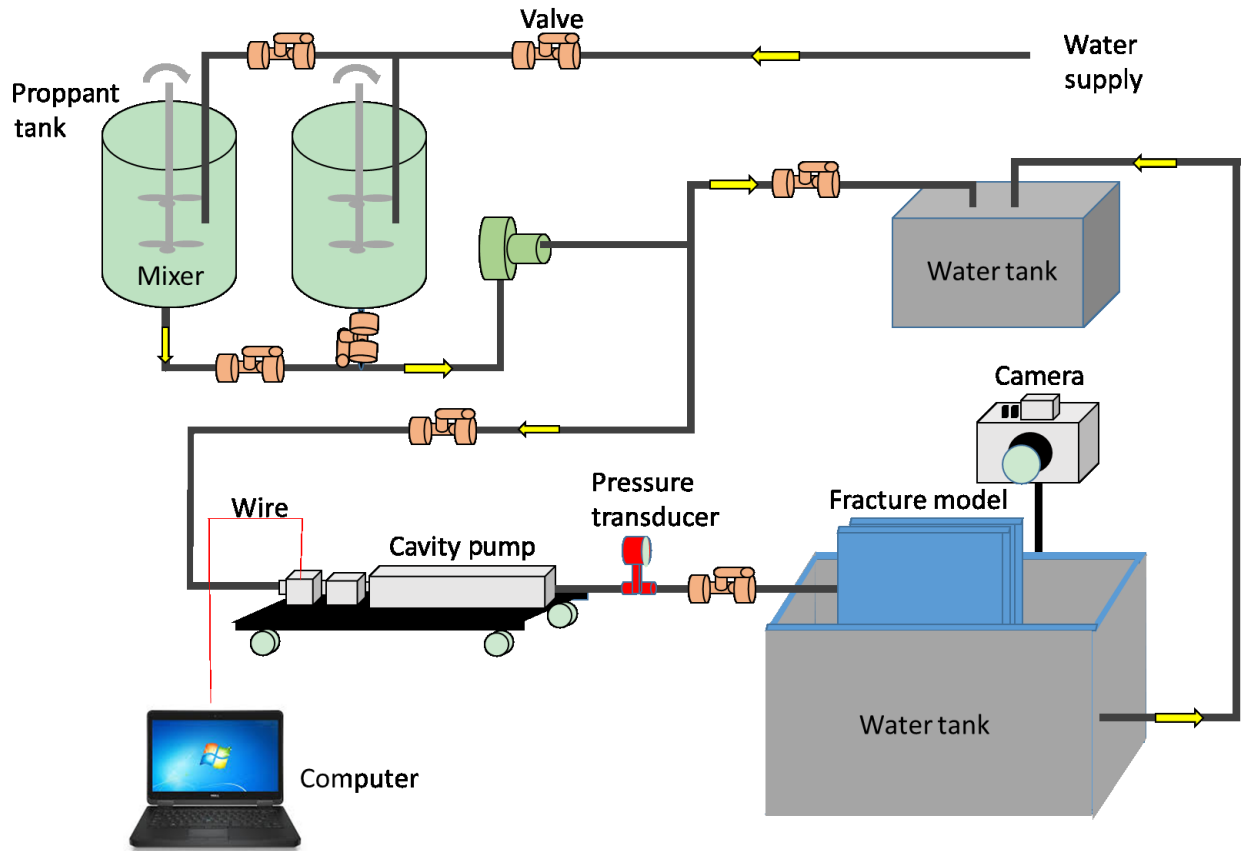 Valve
Water
supply
Proppant
tank
Mixer
Water tank
Camera
Pressure
transducer
Fracture model
Wire
Cavity pump
Water tank
Computer